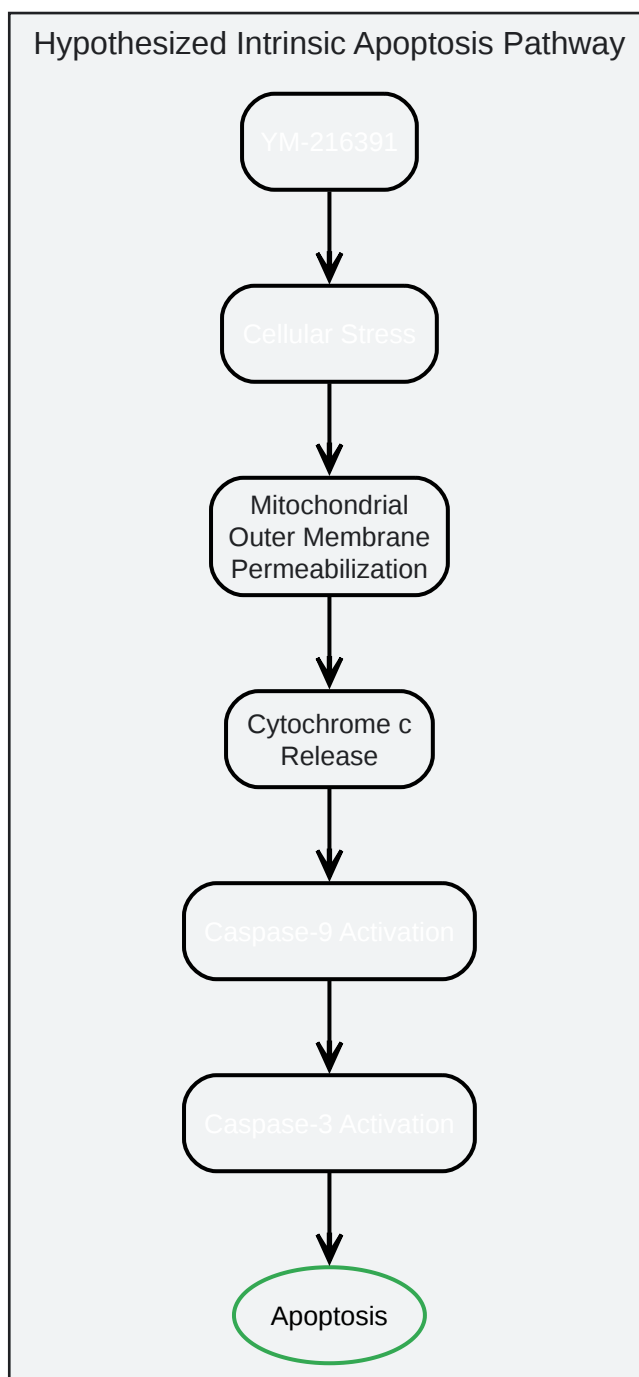 Hypothesized Intrinsic Apoptosis Pathway
YM-216391
Cellular Stress
Mitochondrial
Outer Membrane
Permeabilization
Cytochrome c
Release
Caspase-9 Activation
Caspase-3 Activation
Apoptosis